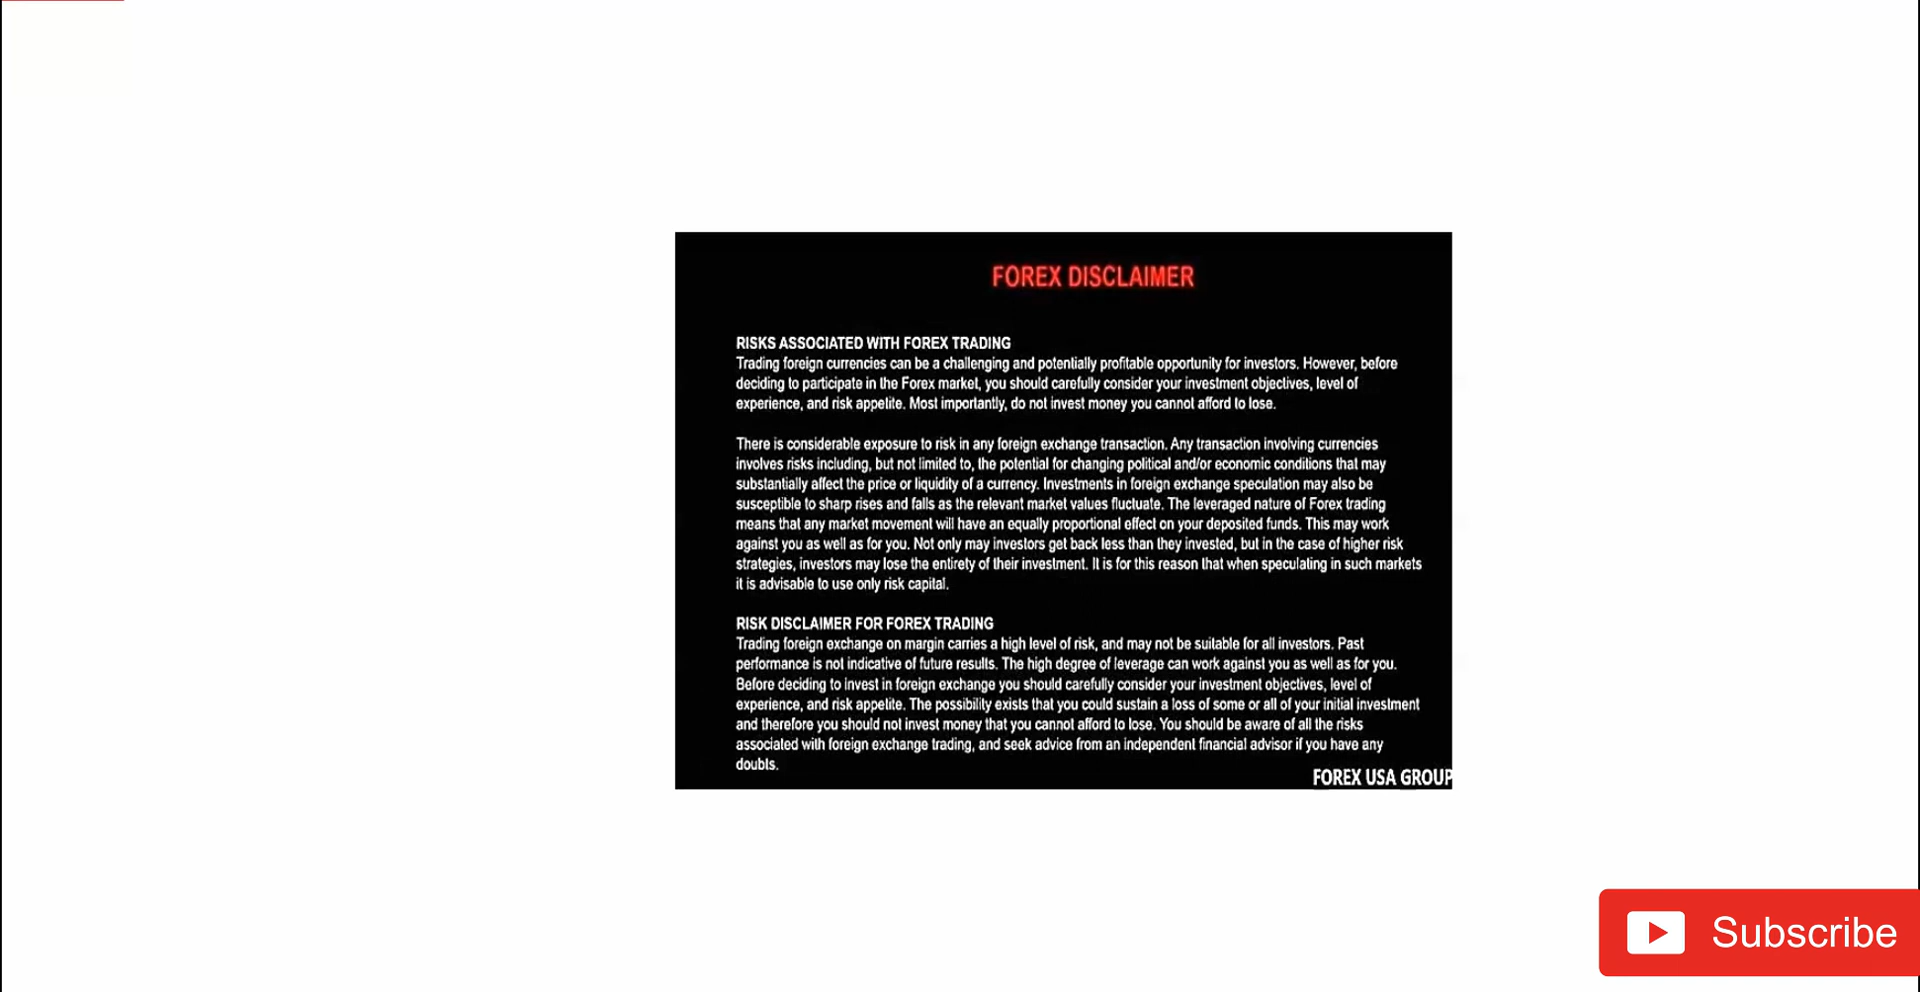 FOREX DISCLAIMER
RISKS ASSOCIATED WITH FOREX TRADING
Trading foreign currencies can be a challenging and potentially profitable opportunity for investors. However, before
deciding to participate in the Forex market, you should carefully consider your investment objectives, level of
experience, and risk appetite. Most importantly, do not invest money you cannot afford to lose.
There is considerable exposure to risk in any foreign exchange transaction. Any transaction involving currencies
involves risks including, but not limited to, the potential for changing political and/or economic conditions that may
substantially affect the price or liquidity of a currency. Investments in foreign exchange speculation may also be
susceptible to sharp rises and falls as the relevant market values fluctuate. The leveraged nature of Forex trading
means that any market movement will have an equally proportional effect on your deposited funds. This may work
against you as well as for you. Not only may investors get back less than they invested, but in the case of higher risk
strategies, investors may lose the entirety of their investment. It is for this reason that when speculating in such markets
it is advisable to use only risk capital.
RISK DISCLAIMER FOR FOREX TRADING
Trading foreign exchange on margin carries a high level of risk, and may not be suitable for all investors. Past
performance is not indicative of future results. The high degree of leverage can work against you as well as for you.
Before deciding to invest in foreign exchange you should carefully consider your investment objectives, level of
experience, and risk appetite. The possibility exists that you could sustain a loss of some or all of your initial investment
and therefore you should not invest money that you cannot afford to lose. You should be aware of all the risks
associated with foreign exchange trading, and seek advice from an independent financial advisor if you have any
doubts.
FOREX USA GROUP
Subscribe